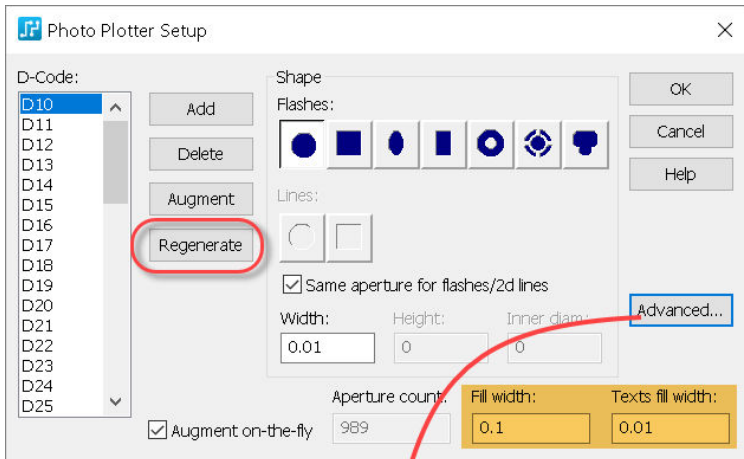 Photo Plotter Setup
D-Code:
D10
D11
D12
D13
D14
D15
D16
D17
D18
D19
D20
D21
D22
D23
D24
D25
Add
Delete
Augment
Regenerate
Augment on-the-fly
Shape
Flashes:
Lines:
Same aperture for flashes/2d lines
Width: Height: Inner diam:
0.01 0 0
Aperture count: Fill width: Texts fill width:
989 0.1 0.01
OK
Cancel
Help
Advanced...